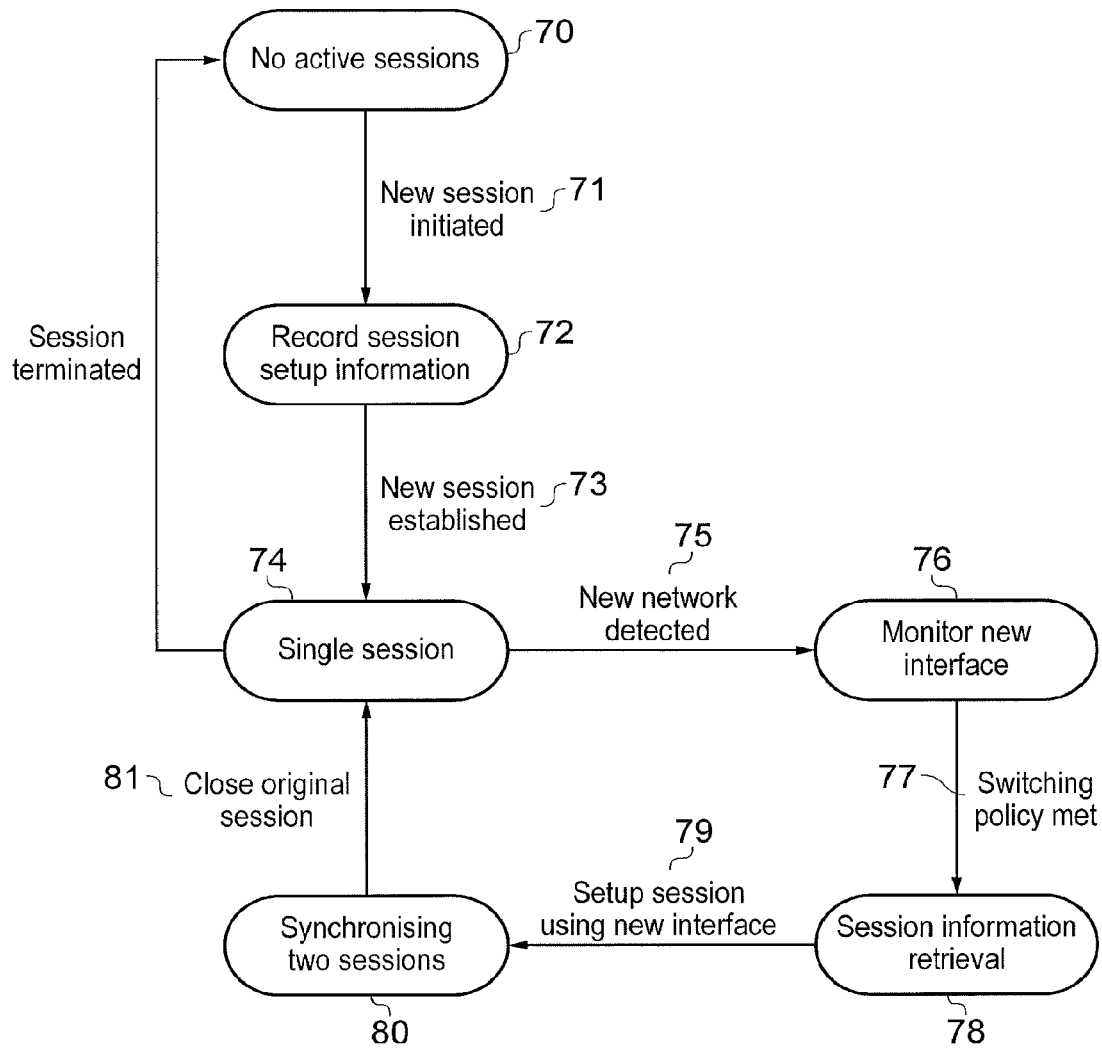 No active sessions
70
New session
initiated
71
Record session
setup information
72
Session
terminated
New session
established
73
74
Single session
75
New network
detected
76
Monitor new
interface
81
Close original
session
77
Switching
policy met
79
Setup session
using new interface
Synchronising
two sessions
80
Session information
retrieval
78